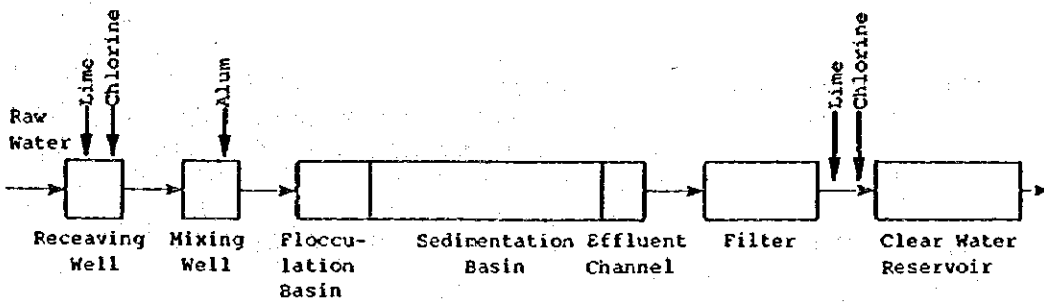 Lime
Chlorine
Alum
Lime
Chlorine
Raw
Water
Receaving
Well
Mixing
Well
Floccu-
lation
Basin
Sedimentation
Basin
Effluent
Channel
Filter
Clear Water
Reservoir